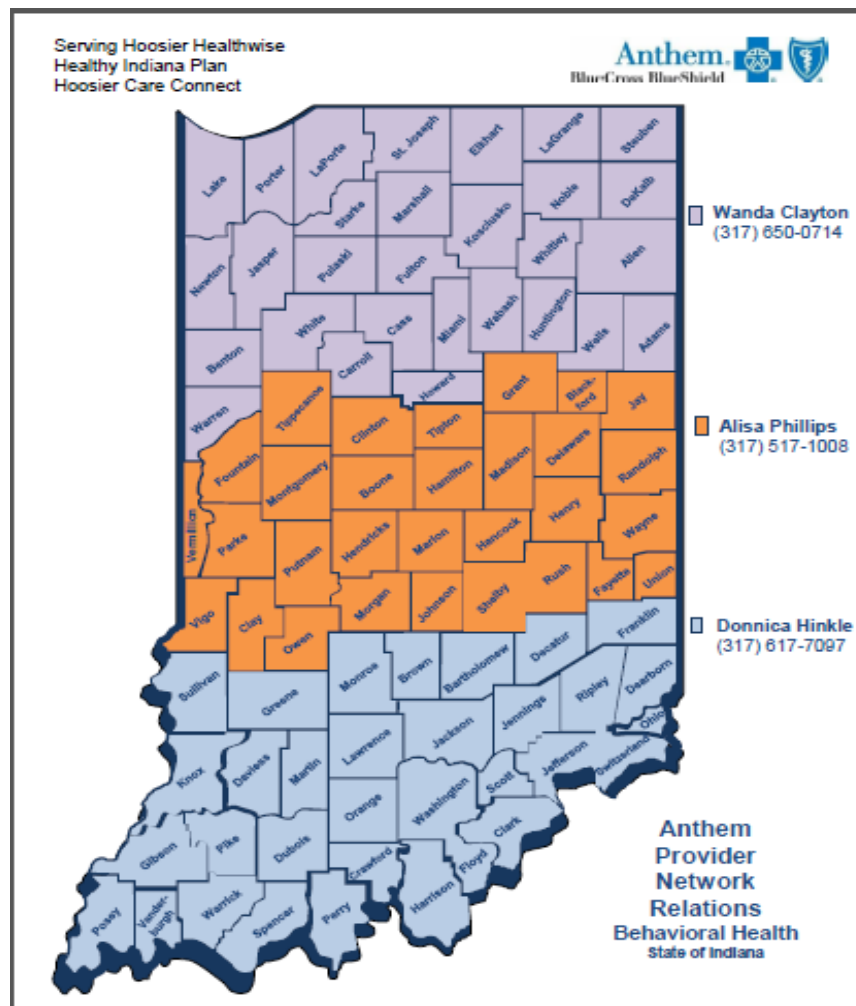 Serving Hoosier Healthwise
Healthy Indiana Plan
Hoosier Care Connect
Anthem.
BlueCross BlueShield
Lake
Porter
LaPorte
St. Joseph
Elkhart
LaGrange
Steuben
Starke
Marshall
Kosciusko
Noble
DeKalb
Newton
Jasper
Pulaski
Fulton
Whitley
Allen
Benton
White
Cass
Miami
Wabash
Huntington
Wells
Adams
Warren
Carroll
Howard
Wanda Clayton
(317) 650-0714
Tippecanoe
Clinton
Tipton
Grant
Black-
ford
Jay
Fountain
Montgomery
Boone
Hamilton
Madison
Delaware
Randolph
Vermillion
Parke
Putnam
Hendricks
Marion
Hancock
Henry
Wayne
Vigo
Clay
Owen
Morgan
Johnson
Shelby
Rush
Fayette
Union
Alisa Phillips
(317) 517-1008
Sullivan
Greene
Monroe
Brown
Bartholomew
Decatur
Franklin
Knox
Daviess
Martin
Lawrence
Jackson
Jennings
Ripley
Dearborn
Ohio
Switzerland
Jefferson
Scott
Orange
Washington
Clark
Gibson
Pike
Dubois
Crawford
Floyd
Harrison
Posey
Vander-
burgh
Warrick
Spencer
Perry
Donnica Hinkle
(317) 617-7097
Anthem
Provider
Network
Relations
Behavioral Health
State of Indiana